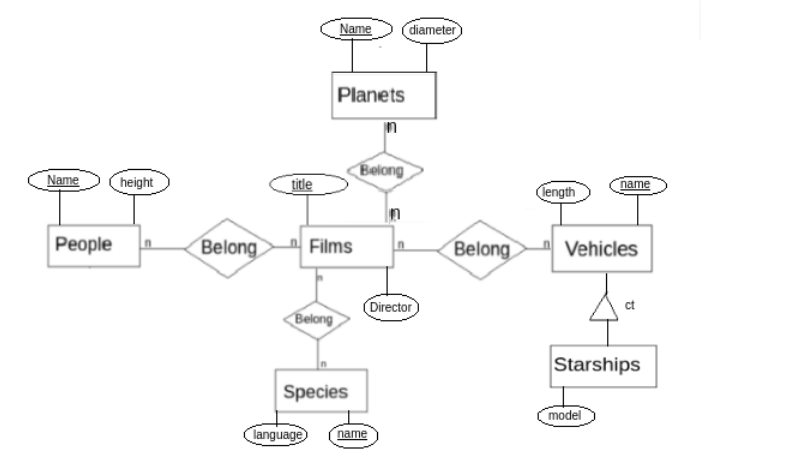 Name
diameter
Planets
n
Belong
n
Name
height
title
length
name
People
n
Belong
n
Films
n
Belong
n
Vehicles
n
Director
ct
Belong
n
Starships
Species
model
language
name